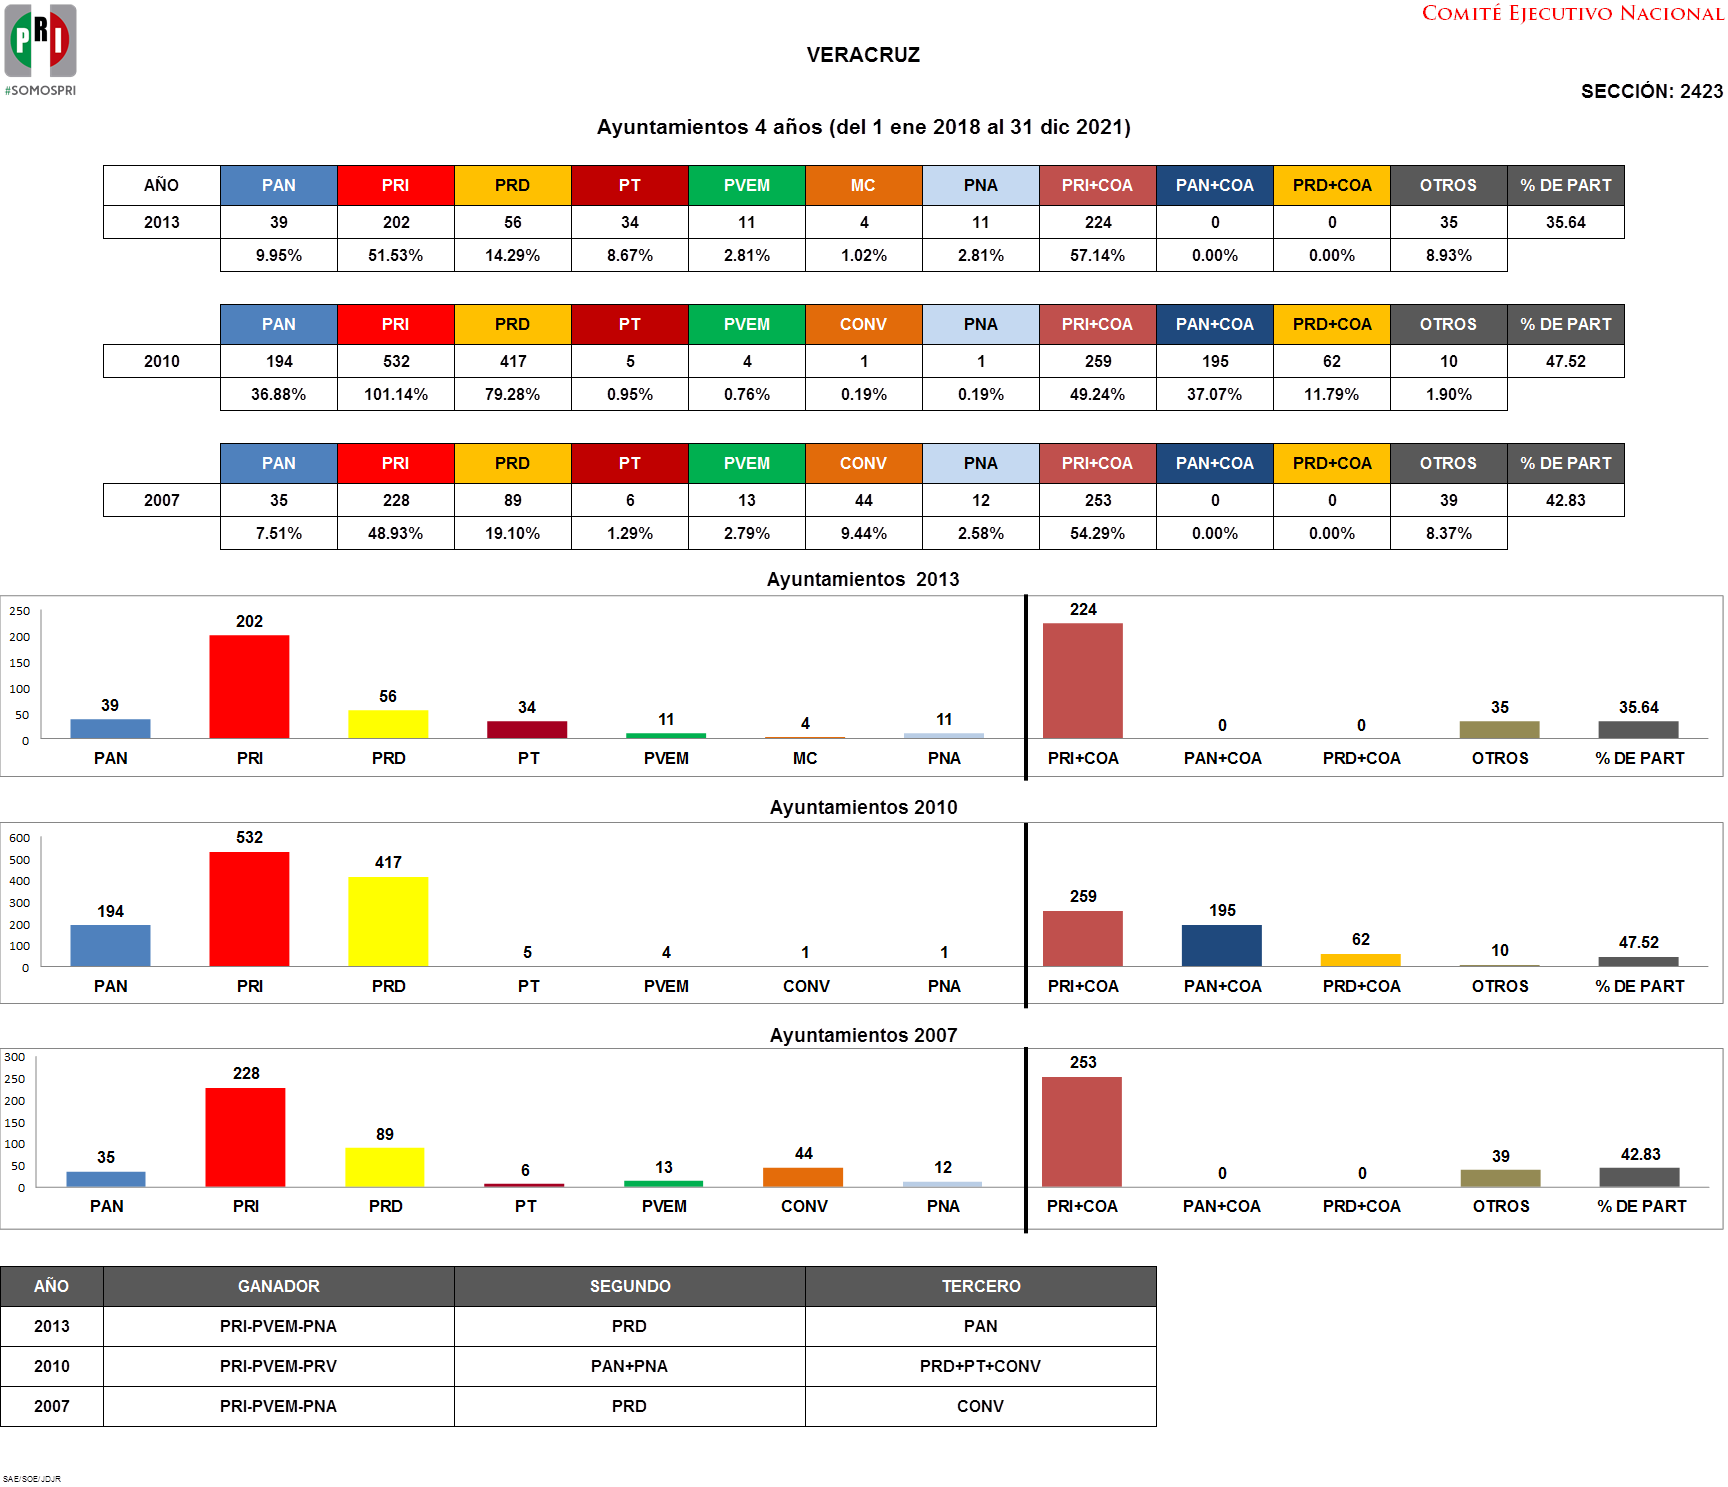 PRI
#SOMOSPRI
COMITÉ EJECUTIVO NACIONAL
VERACRUZ
SECCIÓN: 2423
Ayuntamientos 4 años (del 1 ene 2018 al 31 dic 2021)
AÑO PAN PRI PRD PT PVEM MC PNA PRI+COA PAN+COA PRD+COA OTROS % DE PART
2013 39 202 56 34 11 4 11 224 0 0 35 35.64
9.95% 51.53% 14.29% 8.67% 2.81% 1.02% 2.81% 57.14% 0.00% 0.00% 8.93%
PAN PRI PRD PT PVEM CONV PNA PRI+COA PAN+COA PRD+COA OTROS % DE PART
2010 194 532 417 5 4 1 1 259 195 62 10 47.52
36.88% 101.14% 79.28% 0.95% 0.76% 0.19% 0.19% 49.24% 37.07% 11.79% 1.90%
PAN PRI PRD PT PVEM CONV PNA PRI+COA PAN+COA PRD+COA OTROS % DE PART
2007 35 228 89 6 13 44 12 253 0 0 39 42.83
7.51% 48.93% 19.10% 1.29% 2.79% 9.44% 2.58% 54.29% 0.00% 0.00% 8.37%
Ayuntamientos 2013
250
200
150
100
50
0
39 202 56 34 11 4 11 224 0 0 35 35.64
PAN PRI PRD PT PVEM MC PNA PRI+COA PAN+COA PRD+COA OTROS % DE PART
Ayuntamientos 2010
600
500
400
300
200
100
0
194 532 417 5 4 1 1 259 195 62 10 47.52
PAN PRI PRD PT PVEM CONV PNA PRI+COA PAN+COA PRD+COA OTROS % DE PART
Ayuntamientos 2007
300
250
200
150
100
50
0
35 228 89 6 13 44 12 253 0 0 39 42.83
PAN PRI PRD PT PVEM CONV PNA PRI+COA PAN+COA PRD+COA OTROS % DE PART
AÑO GANADOR SEGUNDO TERCERO
2013 PRI-PVEM-PNA PRD PAN
2010 PRI-PVEM-PRV PAN+PNA PRD+PT+CONV
2007 PRI-PVEM-PNA PRD CONV
SAE/SOE/JDJR